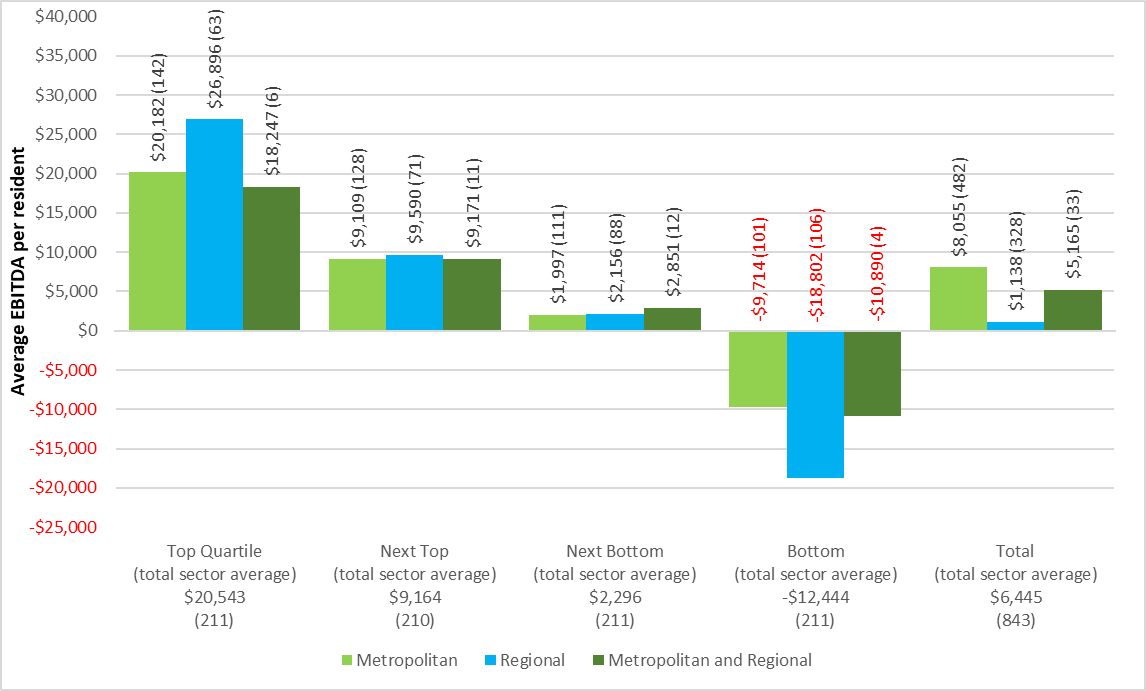 Average EBITDA per resident
$40,000
$35,000
$30,000
$25,000
$20,000
$15,000
$10,000
$5,000
$0
-$5,000
-$10,000
-$15,000
-$20,000
-$25,000
$20,182 (142)
$26,896 (63)
$18,247 (6)
$9,109 (128)
$9,590 (71)
$9,171 (11)
$1,997 (111)
$2,156 (88)
$2,851 (12)
-$9,714 (101)
-$18,802 (106)
-$10,890 (4)
$8,055 (482)
$1,138 (328)
$5,165 (33)
Top Quartile
(total sector average)
$20,543
(211)
Next Top
(total sector average)
$9,164
(210)
Next Bottom
(total sector average)
$2,296
(211)
Bottom
(total sector average)
-$12,444
(211)
Total
(total sector average)
$6,445
(843)
Metropolitan
Regional
Metropolitan and Regional